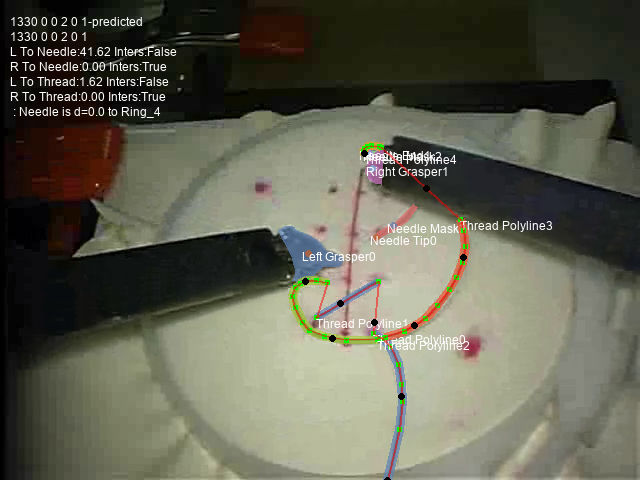 1330 0 0 2 0 1-predicted
1330 0 0 2 0 1
L To Needle:41.62 Inters:False
R To Needle:0.00 Inters:True
L To Thread:1.62 Inters:False
R To Thread:0.00 Inters:True
: Needle is d=0.0 to Ring_4
Thread Polyline4
Right Grasper1
Thread Polyline3
Needle Mask
Needle Tip0
Left Grasper0
Thread Polyline1
Thread Polyline2